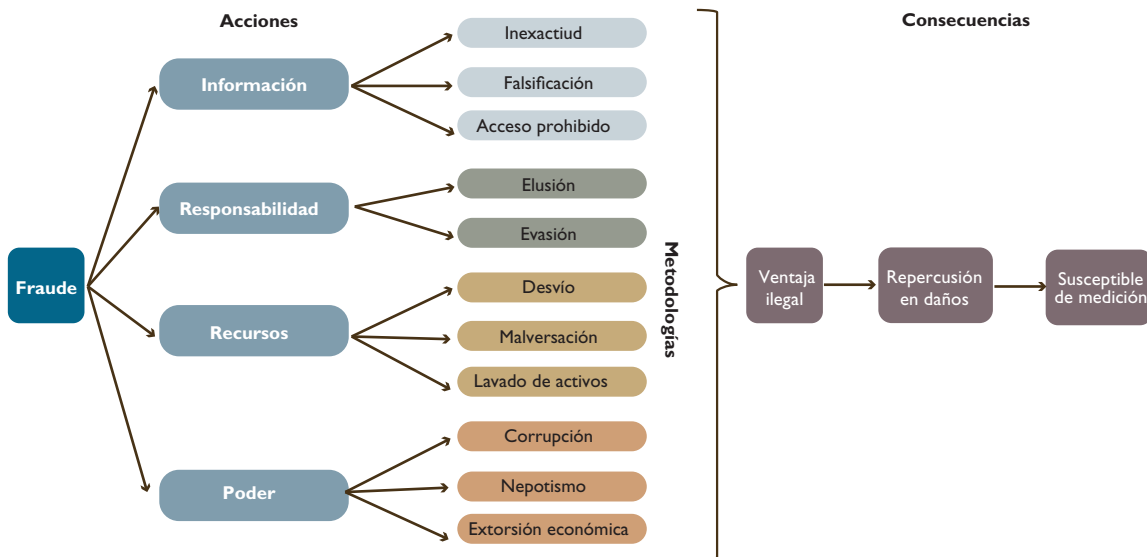 Acciones
Consecuencias
Fraude
Información
Inexactiud
Falsificación
Acceso prohibido
Responsabilidad
Elusión
Evasión
Recursos
Desvío
Malversación
Lavado de activos
Poder
Corrupción
Nepotismo
Extorsión económica
Metodologías
Ventaja
ilegal
Repercusión
en daños
Susceptible
de medición